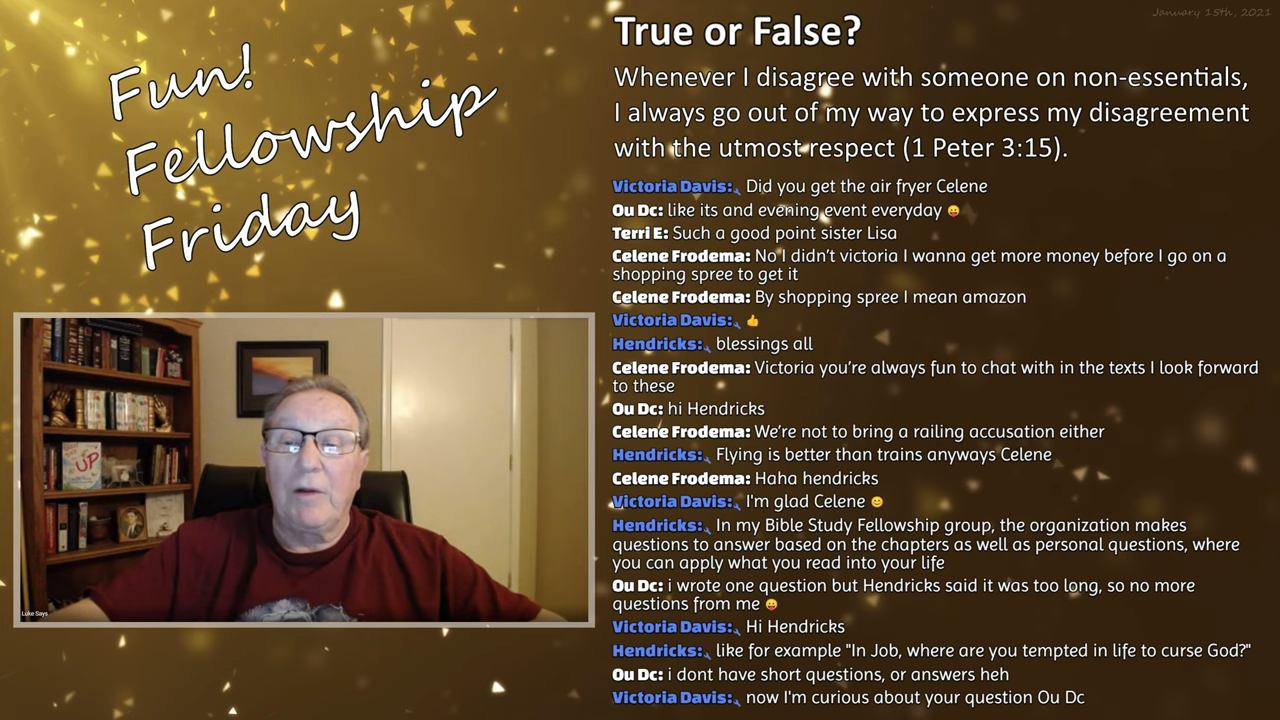 January 15th, 2021
Fun!
Fellowship
Friday
True or False?
Whenever I disagree with someone on non-essentials,
I always go out of my way to express my disagreement
with the utmost respect (1 Peter 3:15).
Victoria Davis: Did you get the air fryer Celene
Ou Dc: like its and evening event everyday 😛
Terri E: Such a good point sister Lisa
Celene Frodema: No I didn’t victoria I wanna get more money before I go on a
shopping spree to get it
Celene Frodema: By shopping spree I mean amazon
Victoria Davis: 👍
Hendricks: blessings all
Celene Frodema: Victoria you’re always fun to chat with in the texts I look forward
to these
Ou Dc: hi Hendricks
Celene Frodema: We’re not to bring a railing accusation either
Hendricks: Flying is better than trains anyways Celene
Celene Frodema: Haha hendricks
Victoria Davis: I'm glad Celene 😊
Hendricks: In my Bible Study Fellowship group, the organization makes
questions to answer based on the chapters as well as personal questions, where
you can apply what you read into your life
Ou Dc: i wrote one question but Hendricks said it was too long, so no more
questions from me 😛
Victoria Davis: Hi Hendricks
Hendricks: like for example "In Job, where are you tempted in life to curse God?"
Ou Dc: i dont have short questions, or answers heh
Victoria Davis: now I'm curious about your question Ou Dc
UP
Luke Says